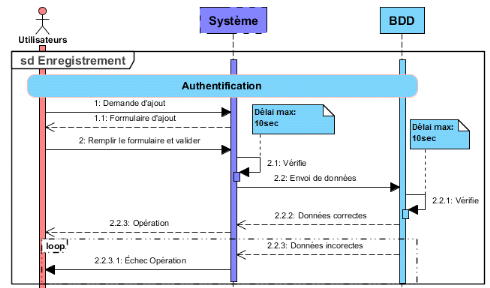 Système
BDD
Utilisateurs
sd Enregistrement
Authentification
1: Demande d'ajout
Délai max:
10sec
1.1: Formulaire d'ajout
Délai max:
10sec
2: Remplir le formulaire et valider
2.1: Vérifie
2.2: Envoi de données
2.2.1: Vérifie
2.2.2: Données correctes
2.2.3: Opération
loop
2.2.3: Données incorectes
2.2.3.1: Échec Opération